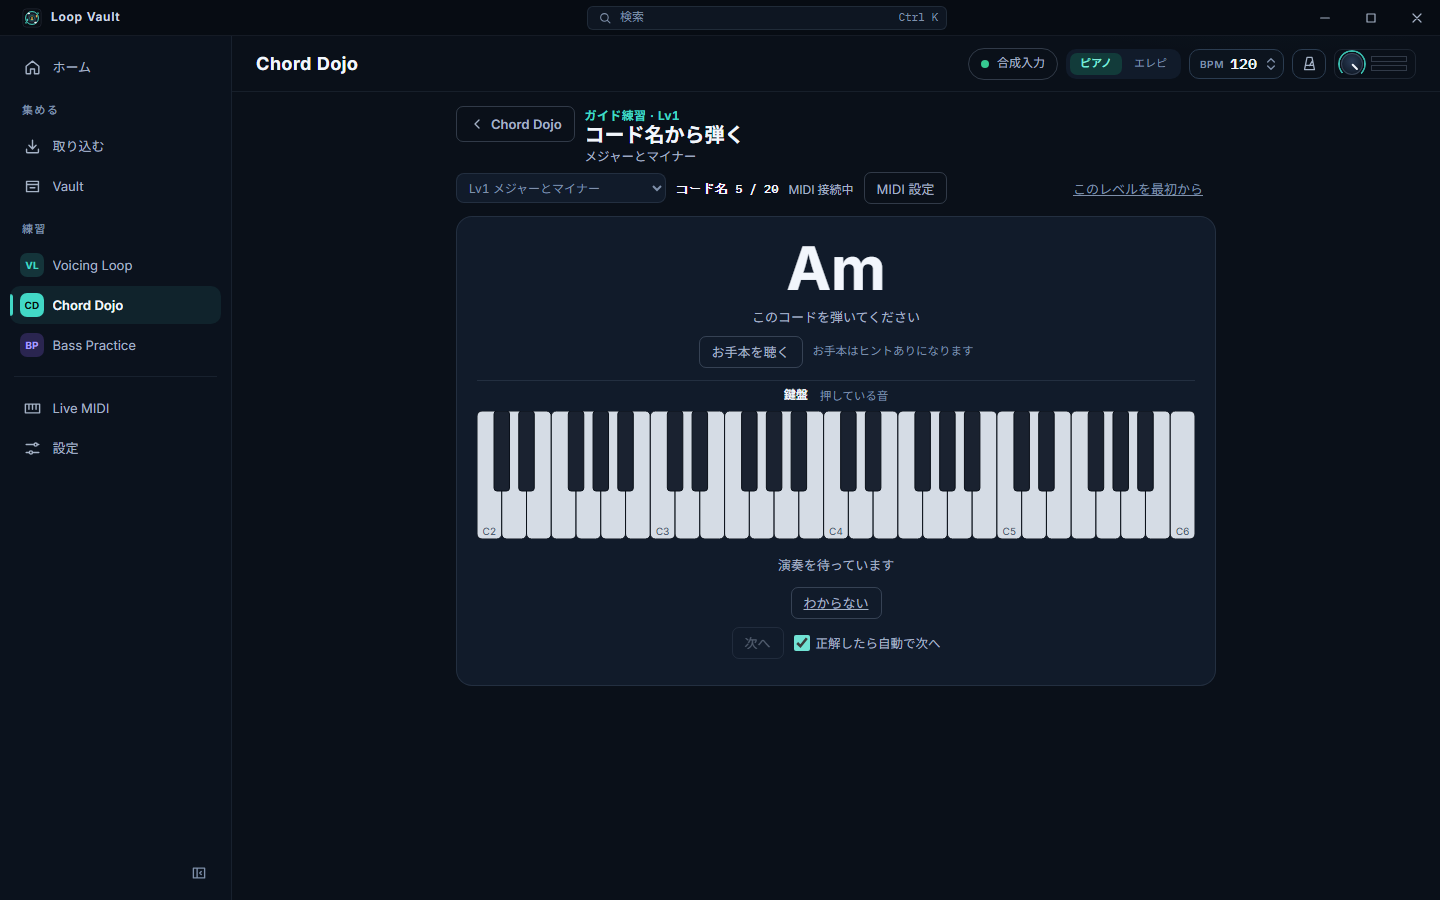 Loop Vault
検索
Ctrl K
ホーム
集める
取り込む
Vault
練習
VL Voicing Loop
CD Chord Dojo
BP Bass Practice
Live MIDI
設定
Chord Dojo
合成入力
ピアノ
エレピ
BPM 120
Chord Dojo
ガイド練習 · Lv1
コード名から弾く
メジャーとマイナー
Lv1 メジャーとマイナー
コード名 5 / 20
MIDI 接続中
MIDI 設定
このレベルを最初から
Am
このコードを弾いてください
お手本を聴く
お手本はヒントありになります
鍵盤 押している音
C2 C3 C4 C5 C6
演奏を待っています
わからない
次へ
正解したら自動で次へ